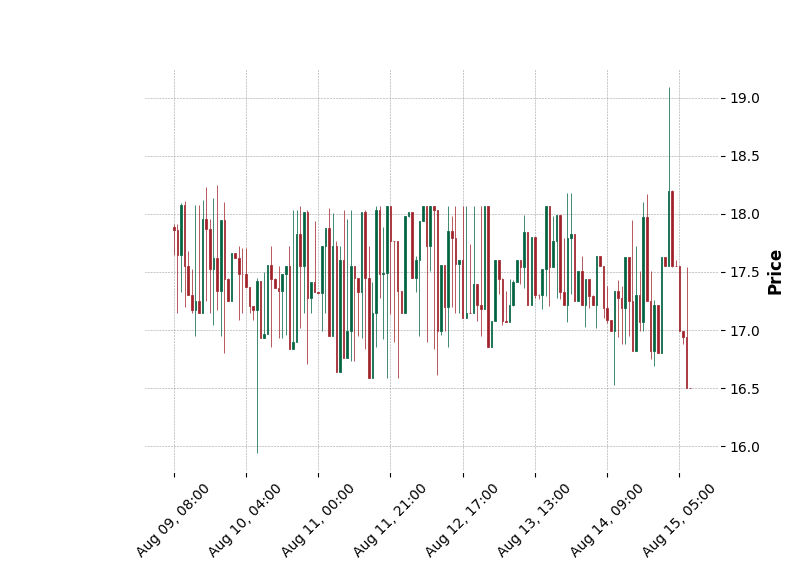 19.0
18.5
18.0
17.5
17.0
16.5
16.0
Price
Aug 09, 08:00
Aug 10, 04:00
Aug 11, 00:00
Aug 11, 21:00
Aug 12, 17:00
Aug 13, 13:00
Aug 14, 09:00
Aug 15, 05:00